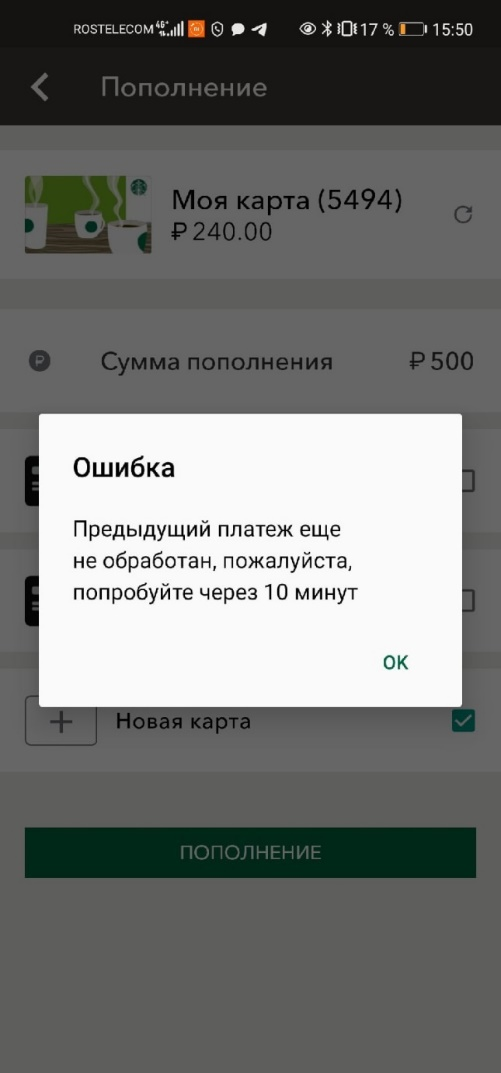 ROSTELECOM 4G+ 17 % 15:50
Пополнение
Моя карта (5494)
₽ 240.00
Сумма пополнения ₽ 500
Ошибка
Предыдущий платеж еще
не обработан, пожалуйста,
попробуйте через 10 минут
OK
Новая карта
ПОПОЛНЕНИЕ